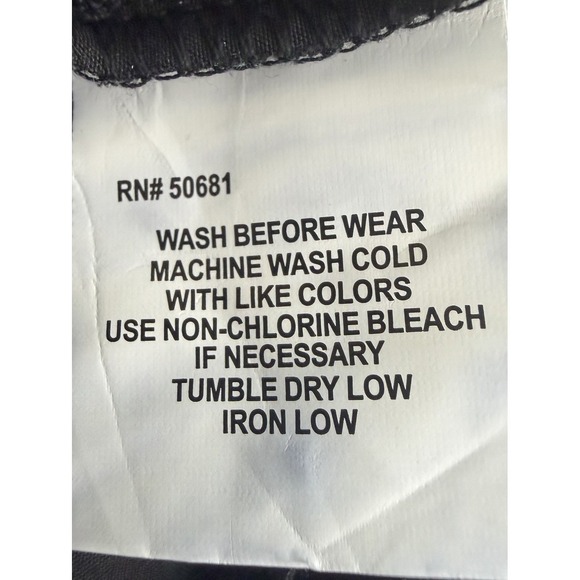 RN# 50681
WASH BEFORE WEAR
MACHINE WASH COLD
WITH LIKE COLORS
USE NON-CHLORINE BLEACH
IF NECESSARY
TUMBLE DRY LOW
IRON LOW